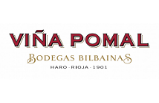 VIÑA POMAL
BODEGAS BILBAINAS
HARO-RIOJA-1901